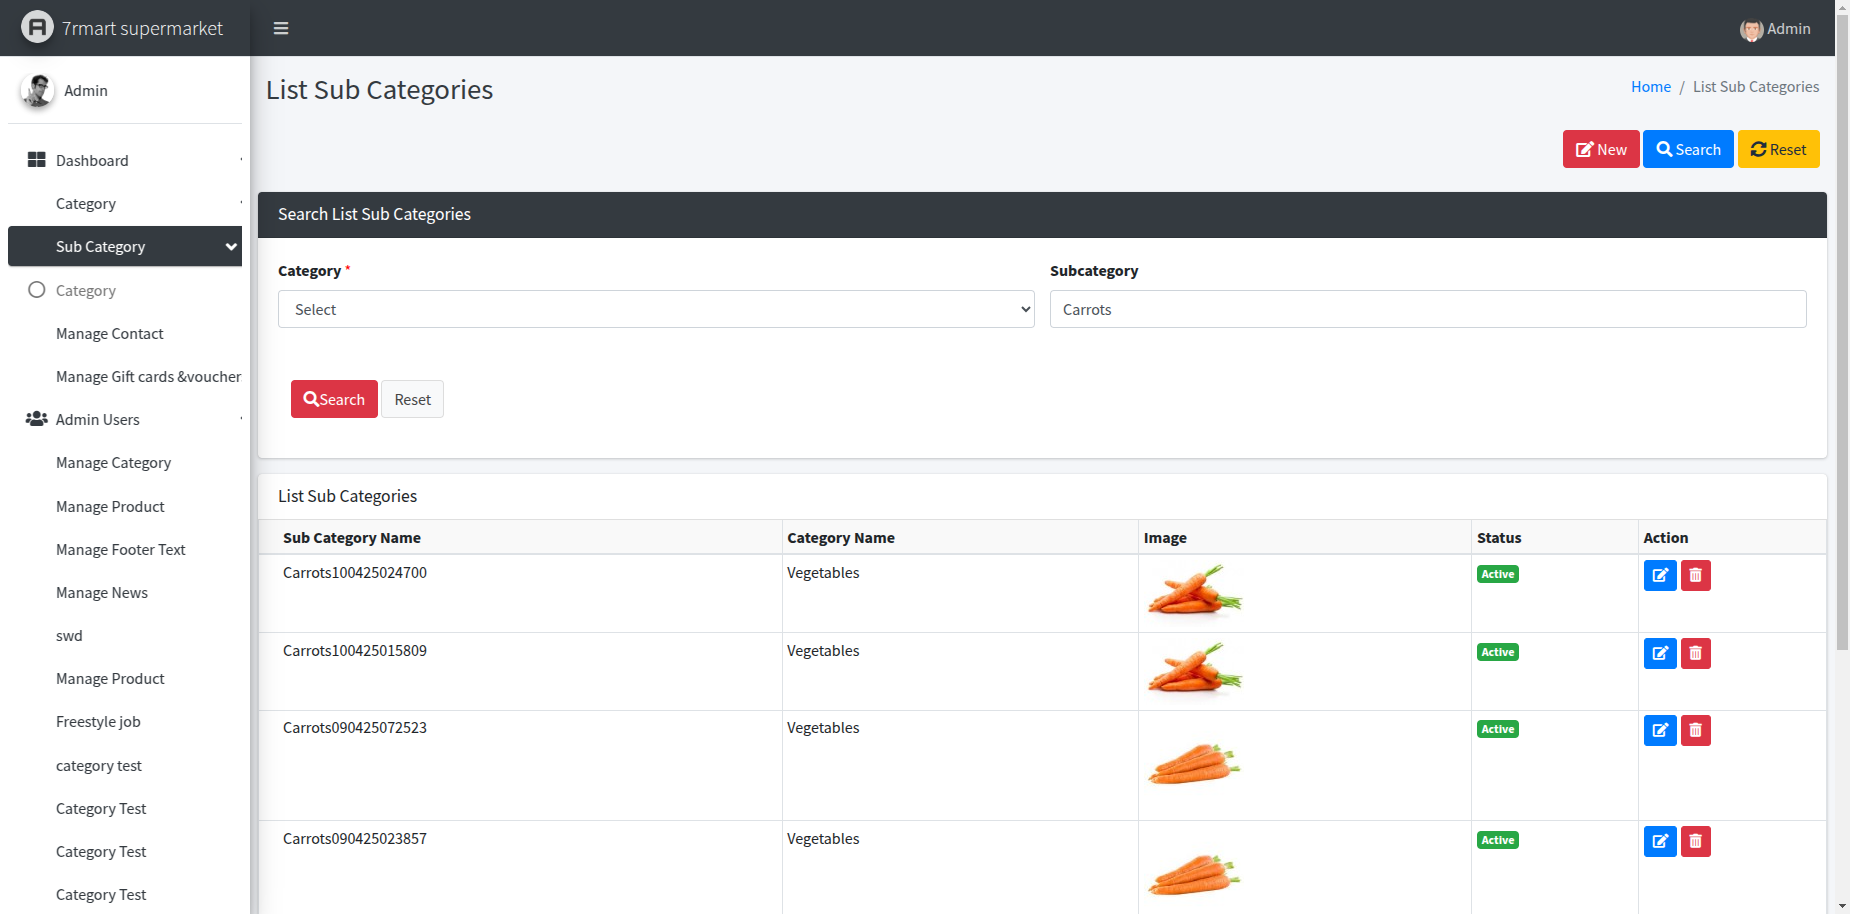 7rmart supermarket
Admin
Admin
List Sub Categories
Home / List Sub Categories
New
Search
Reset
Dashboard
Category
Sub Category
Category
Manage Contact
Manage Gift cards &voucher
Admin Users
Manage Category
Manage Product
Manage Footer Text
Manage News
swd
Manage Product
Freestyle job
category test
Category Test
Category Test
Category Test
Search List Sub Categories
Category *
Subcategory
Select
Carrots
Search
Reset
List Sub Categories
Sub Category Name Category Name Image Status Action
Carrots100425024700 Vegetables Active
Carrots100425015809 Vegetables Active
Carrots090425072523 Vegetables Active
Carrots090425023857 Vegetables Active